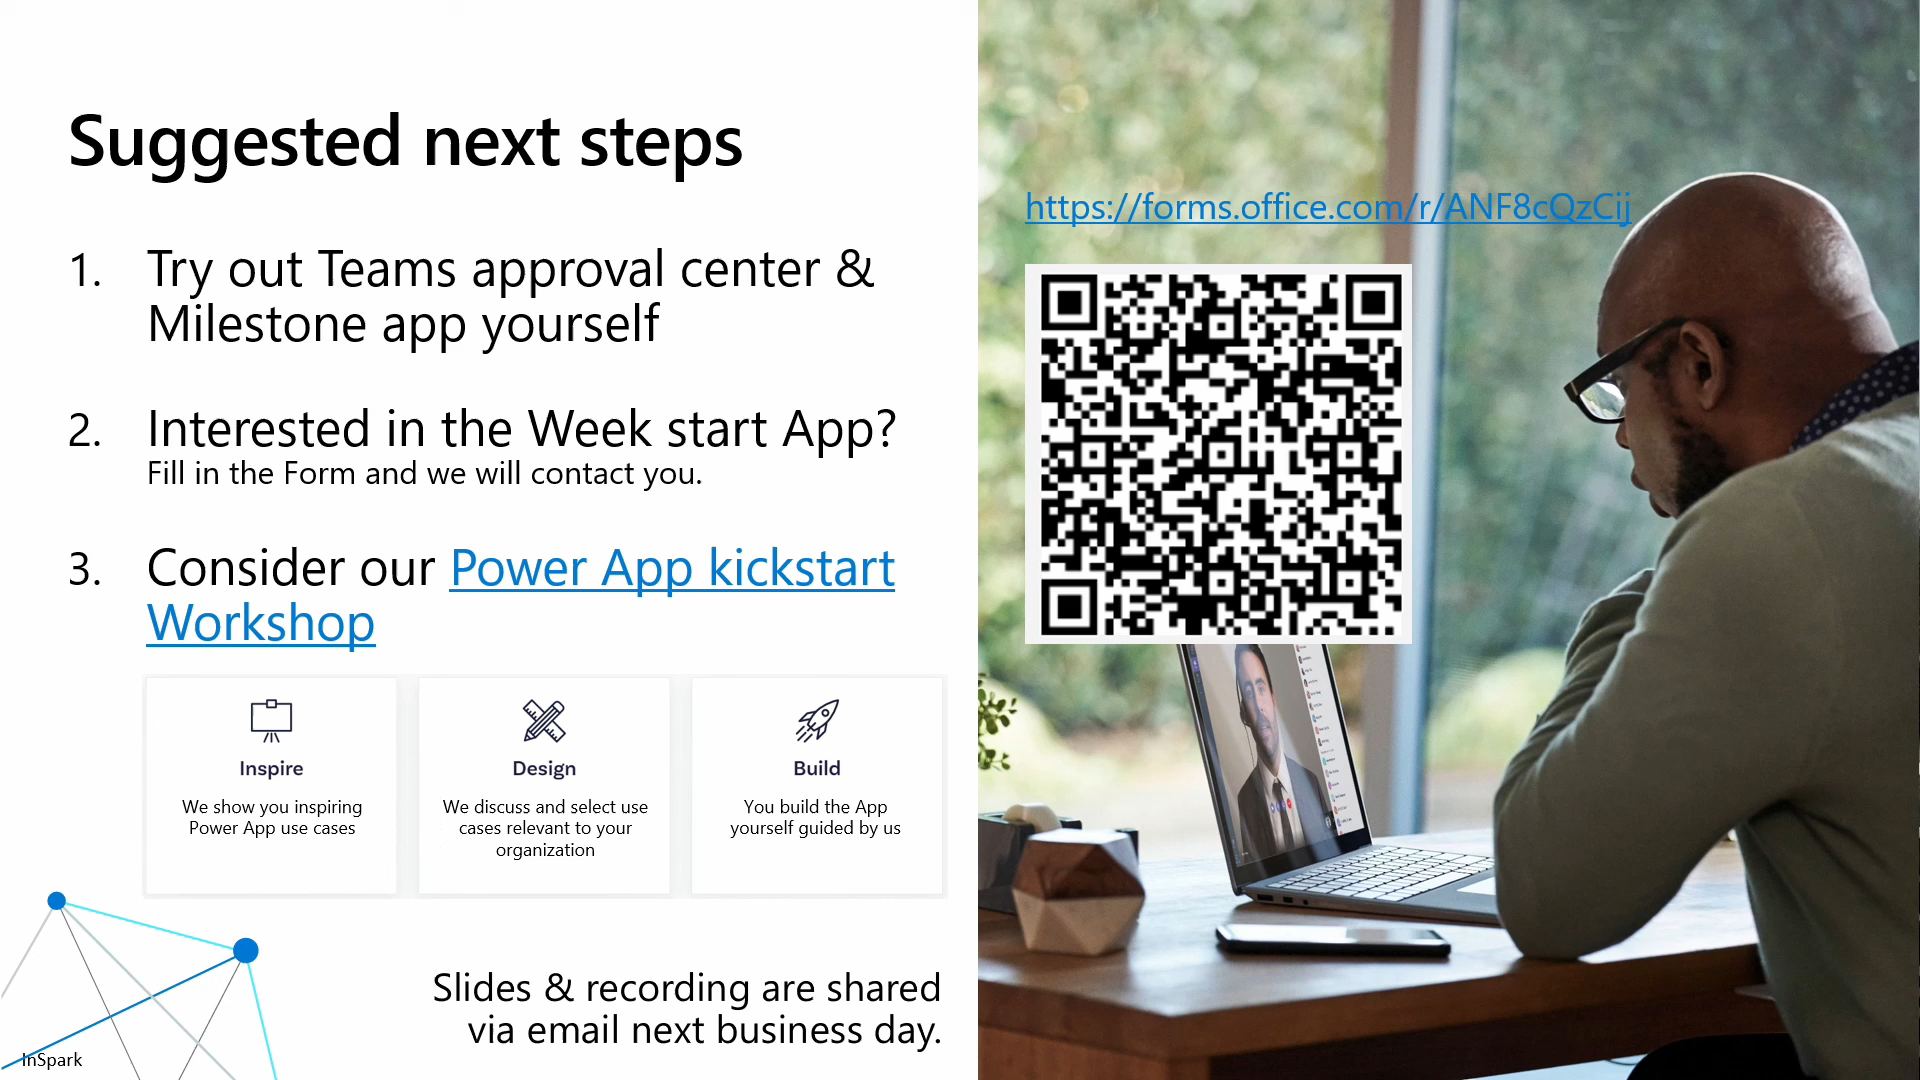 Suggested next steps
1. Try out Teams approval center &
Milestone app yourself
2. Interested in the Week start App?
Fill in the Form and we will contact you.
3. Consider our Power App kickstart
Workshop
Inspire
We show you inspiring
Power App use cases
Design
We discuss and select use
cases relevant to your
organization
Build
You build the App
yourself guided by us
Slides & recording are shared
via email next business day.
InSpark
https://forms.office.com/r/ANF8cQzCij